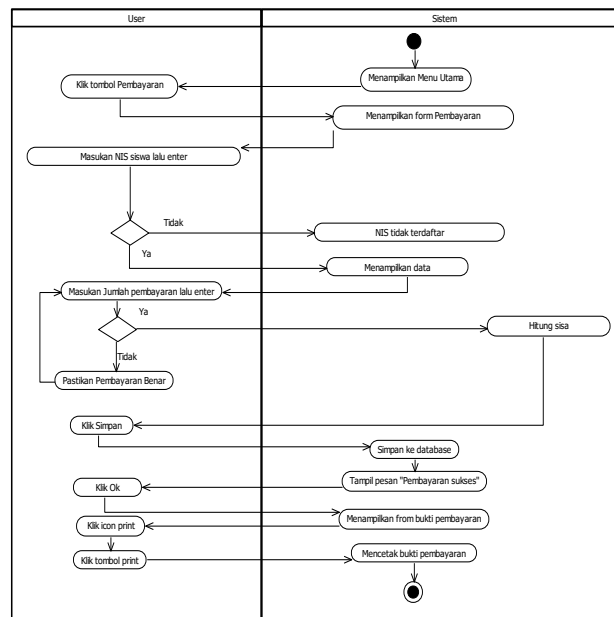 User
Sistem
Menampilkan Menu Utama
Klik tombol Pembayaran
Menampilkan form Pembayaran
Masukan NIS siswa lalu enter
Tidak
NIS tidak terdaftar
Ya
Menampilkan data
Masukan Jumlah pembayaran lalu enter
Ya
Hitung sisa
Tidak
Pastikan Pembayaran Benar
Klik Simpan
Simpan ke database
Tampil pesan "Pembayaran sukses"
Klik Ok
Menampilkan from bukti pembayaran
Klik icon print
Mencetak bukti pembayaran
Klik tombol print